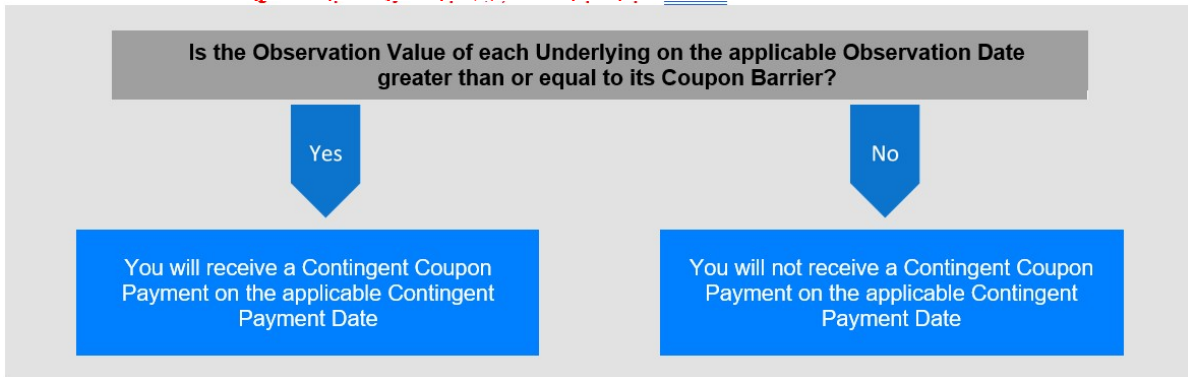 Is the Observation Value of each Underlying on the applicable Observation Date
greater than or equal to its Coupon Barrier?
Yes
No
You will receive a Contingent Coupon
Payment on the applicable Contingent
Payment Date
You will not receive a Contingent Coupon
Payment on the applicable Contingent
Payment Date